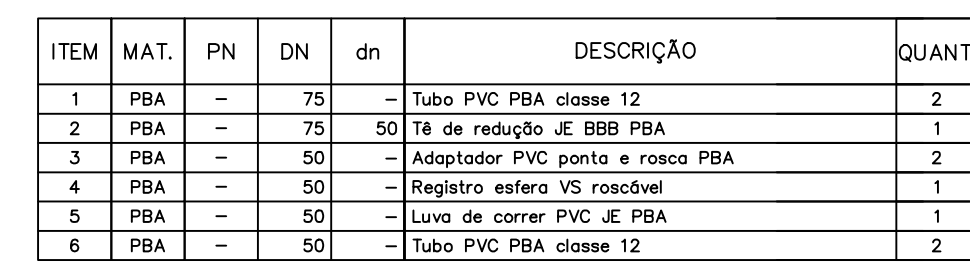 ITEM MAT. PN DN dn DESCRIÇÃO QUANT
1 PBA – 75 – Tubo PVC PBA classe 12 2
2 PBA – 75 50 Tê de redução JE BBB PBA 1
3 PBA – 50 – Adaptador PVC ponta e rosca PBA 2
4 PBA – 50 – Registro esfera VS roscável 1
5 PBA – 50 – Luva de correr PVC JE PBA 1
6 PBA – 50 – Tubo PVC PBA classe 12 2